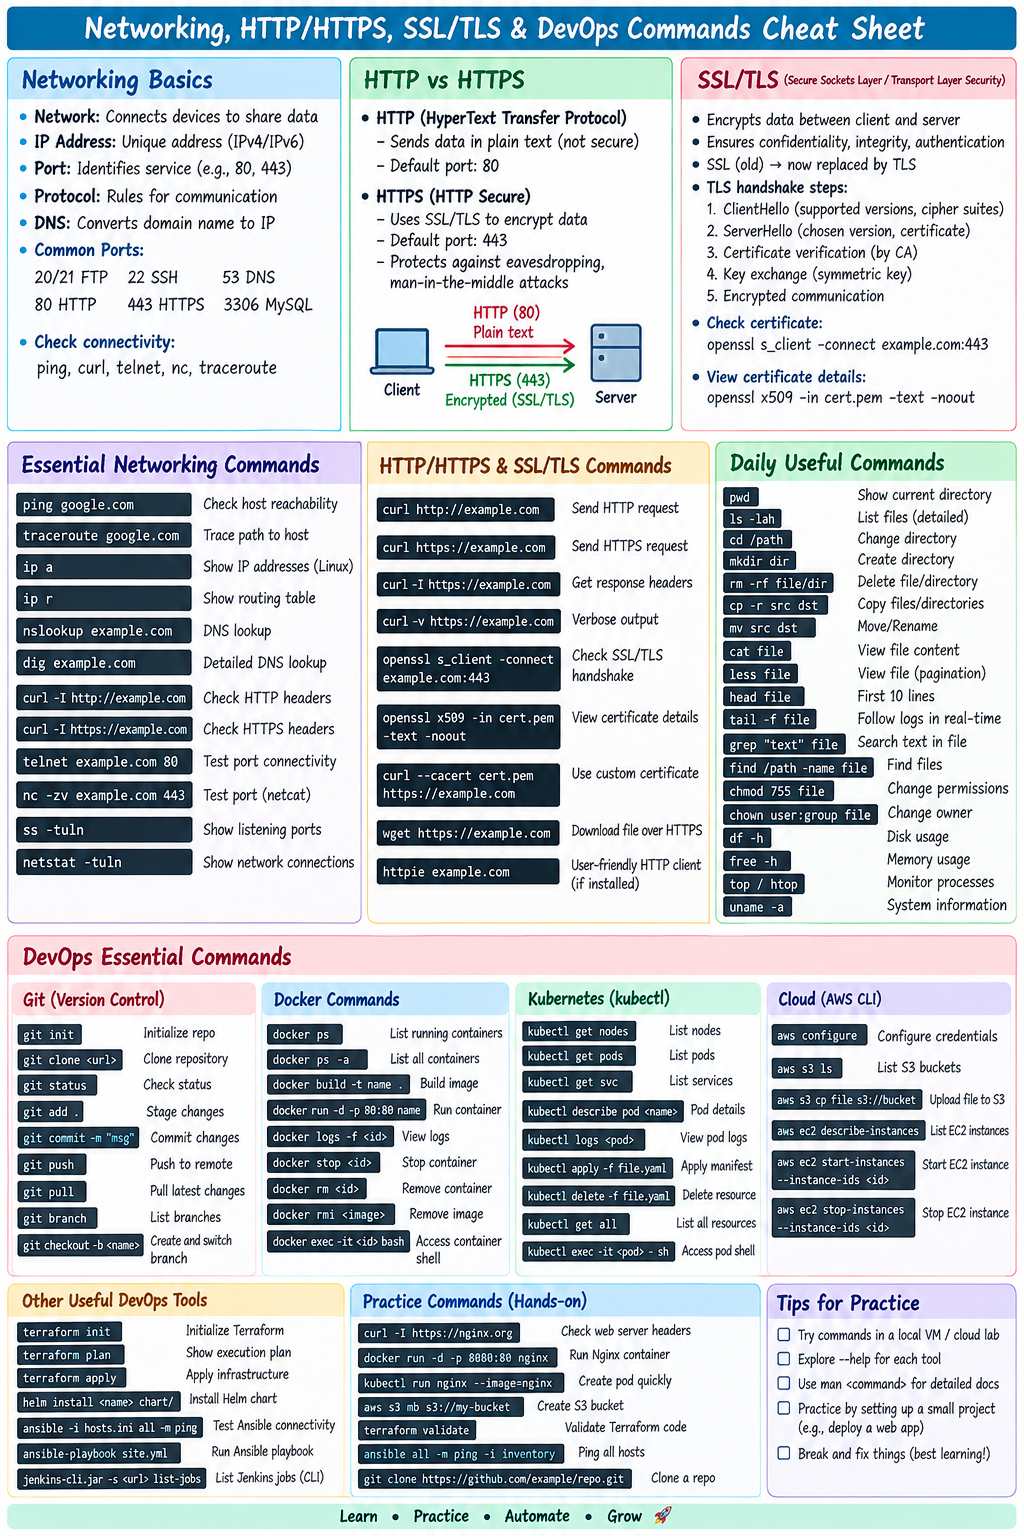 Networking, HTTP/HTTPS, SSL/TLS & DevOps Commands Cheat Sheet
Networking Basics
• Network: Connects devices to share data
• IP Address: Unique address (IPv4/IPv6)
• Port: Identifies service (e.g., 80, 443)
• Protocol: Rules for communication
• DNS: Converts domain name to IP
• Common Ports:
20/21 FTP 22 SSH 53 DNS
80 HTTP 443 HTTPS 3306 MySQL
• Check connectivity:
ping, curl, telnet, nc, traceroute
HTTP vs HTTPS
• HTTP (HyperText Transfer Protocol)
– Sends data in plain text (not secure)
– Default port: 80
• HTTPS (HTTP Secure)
– Uses SSL/TLS to encrypt data
– Default port: 443
– Protects against eavesdropping,
man-in-the-middle attacks
HTTP (80)
Plain text
HTTPS (443)
Encrypted (SSL/TLS)
Client
Server
SSL/TLS (Secure Sockets Layer / Transport Layer Security)
• Encrypts data between client and server
• Ensures confidentiality, integrity, authentication
• SSL (old) → now replaced by TLS
• TLS handshake steps:
1. ClientHello (supported versions, cipher suites)
2. ServerHello (chosen version, certificate)
3. Certificate verification (by CA)
4. Key exchange (symmetric key)
5. Encrypted communication
• Check certificate:
openssl s_client –connect example.com:443
• View certificate details:
openssl x509 –in cert.pem –text –noout
Essential Networking Commands
ping google.com Check host reachability
traceroute google.com Trace path to host
ip a Show IP addresses (Linux)
ip r Show routing table
nslookup example.com DNS lookup
dig example.com Detailed DNS lookup
curl -I http://example.com Check HTTP headers
curl -I https://example.com Check HTTPS headers
telnet example.com 80 Test port connectivity
nc -zv example.com 443 Test port (netcat)
ss -tuln Show listening ports
netstat -tuln Show network connections
HTTP/HTTPS & SSL/TLS Commands
curl http://example.com Send HTTP request
curl https://example.com Send HTTPS request
curl -I https://example.com Get response headers
curl -v https://example.com Verbose output
openssl s_client -connect
example.com:443
Check SSL/TLS
handshake
openssl x509 -in cert.pem
-text -noout
View certificate details
curl --cacert cert.pem
https://example.com
Use custom certificate
wget https://example.com Download file over HTTPS
httpie example.com User-friendly HTTP client
(if installed)
Daily Useful Commands
pwd Show current directory
ls -lah List files (detailed)
cd /path Change directory
mkdir dir Create directory
rm -rf file/dir Delete file/directory
cp -r src dst Copy files/directories
mv src dst Move/Rename
cat file View file content
less file View file (pagination)
head file First 10 lines
tail -f file Follow logs in real-time
grep "text" file Search text in file
find /path -name file Find files
chmod 755 file Change permissions
chown user:group file Change owner
df -h Disk usage
free -h Memory usage
top / htop Monitor processes
uname -a System information
DevOps Essential Commands
Git (Version Control)
git init Initialize repo
git clone <url> Clone repository
git status Check status
git add . Stage changes
git commit -m "msg" Commit changes
git push Push to remote
git pull Pull latest changes
git branch List branches
git checkout -b <name> Create and switch
branch
Docker Commands
docker ps List running containers
docker ps -a List all containers
docker build -t name . Build image
docker run -d -p 80:80 name Run container
docker logs -f <id> View logs
docker stop <id> Stop container
docker rm <id> Remove container
docker rmi <image> Remove image
docker exec -it <id> bash Access container
shell
Kubernetes (kubectl)
kubectl get nodes List nodes
kubectl get pods List pods
kubectl get svc List services
kubectl describe pod <name> Pod details
kubectl logs <pod> View pod logs
kubectl apply -f file.yaml Apply manifest
kubectl delete -f file.yaml Delete resource
kubectl get all List all resources
kubectl exec -it <pod> - sh Access pod shell
Cloud (AWS CLI)
aws configure Configure credentials
aws s3 ls List S3 buckets
aws s3 cp file s3://bucket Upload file to S3
aws ec2 describe-instances List EC2 instances
aws ec2 start-instances
--instance-ids <id>
Start EC2 instance
aws ec2 stop-instances
--instance-ids <id>
Stop EC2 instance
Other Useful DevOps Tools
terraform init Initialize Terraform
terraform plan Show execution plan
terraform apply Apply infrastructure
helm install <name> chart/ Install Helm chart
ansible -i hosts.ini all -m ping Test Ansible connectivity
ansible-playbook site.yml Run Ansible playbook
jenkins-cli.jar -s <url> list-jobs List Jenkins jobs (CLI)
Practice Commands (Hands-on)
curl -I https://nginx.org Check web server headers
docker run -d -p 8080:80 nginx Run Nginx container
kubectl run nginx --image=nginx Create pod quickly
aws s3 mb s3://my-bucket Create S3 bucket
terraform validate Validate Terraform code
ansible all -m ping -i inventory Ping all hosts
git clone https://github.com/example/repo.git Clone a repo
Tips for Practice
Try commands in a local VM / cloud lab
Explore --help for each tool
Use man <command> for detailed docs
Practice by setting up a small project
(e.g., deploy a web app)
Break and fix things (best learning!)
Learn • Practice • Automate • Grow 🚀